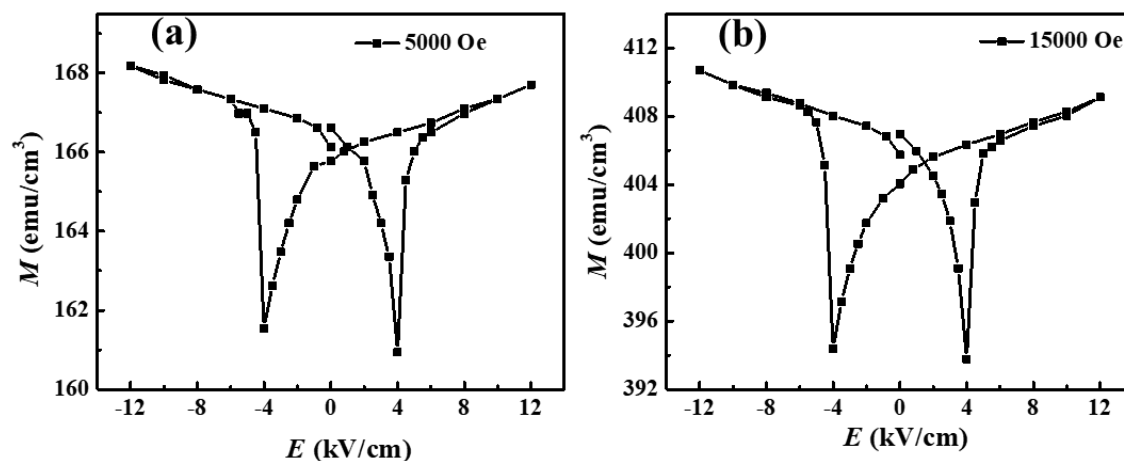 (a)
5000 Oe
M (emu/cm³)
168
166
164
162
160
-12 -8 -4 0 4 8 12
E (kV/cm)
(b)
15000 Oe
M (emu/cm³)
412
408
404
400
396
392
-12 -8 -4 0 4 8 12
E (kV/cm)